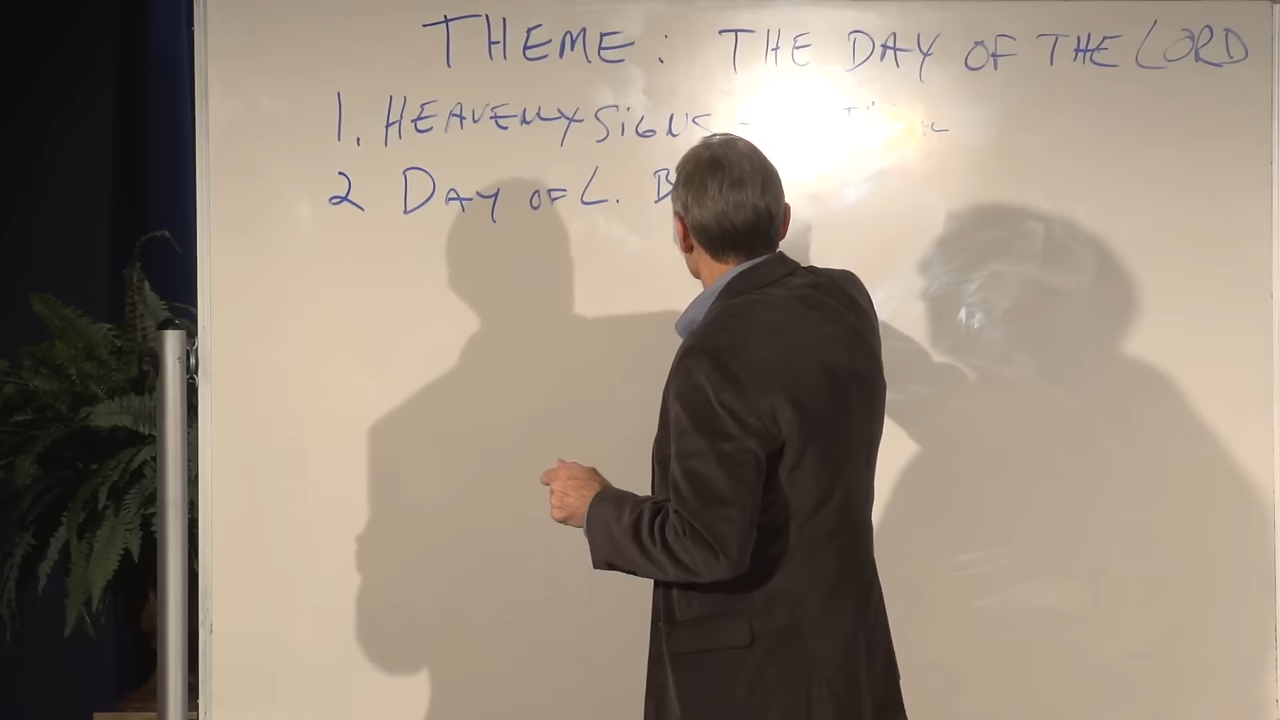 THEME: THE DAY OF THE LORD
1. HEAVENLY SIGNS -
2 DAY OF L. B